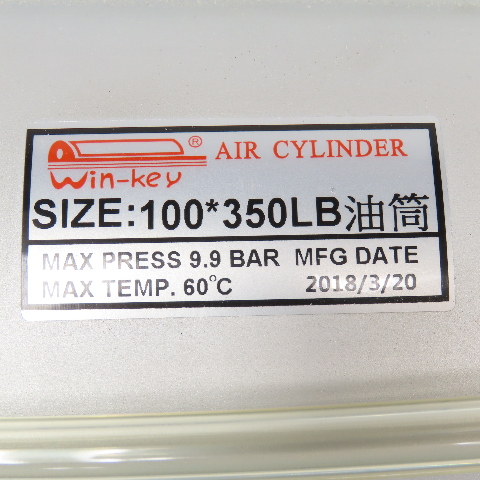 ® AIR CYLINDER
Win-key
SIZE:100*350LB油筒
MAX PRESS 9.9 BAR MFG DATE
MAX TEMP. 60°C 2018/3/20